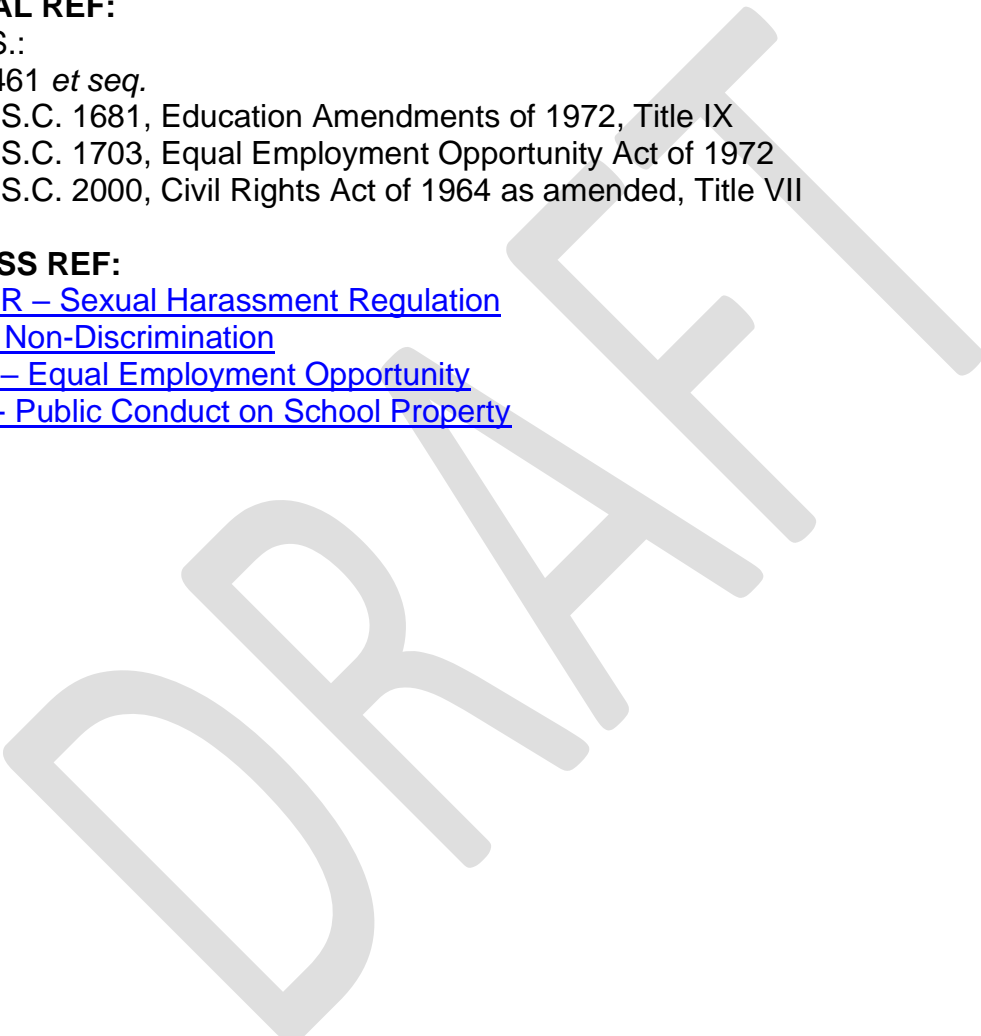 AL REF:
S.:
461 et seq.
S.C. 1681, Education Amendments of 1972, Title IX
S.C. 1703, Equal Employment Opportunity Act of 1972
S.C. 2000, Civil Rights Act of 1964 as amended, Title VII
SS REF:
R – Sexual Harassment Regulation
Non-Discrimination
– Equal Employment Opportunity
- Public Conduct on School Property
DRAFT